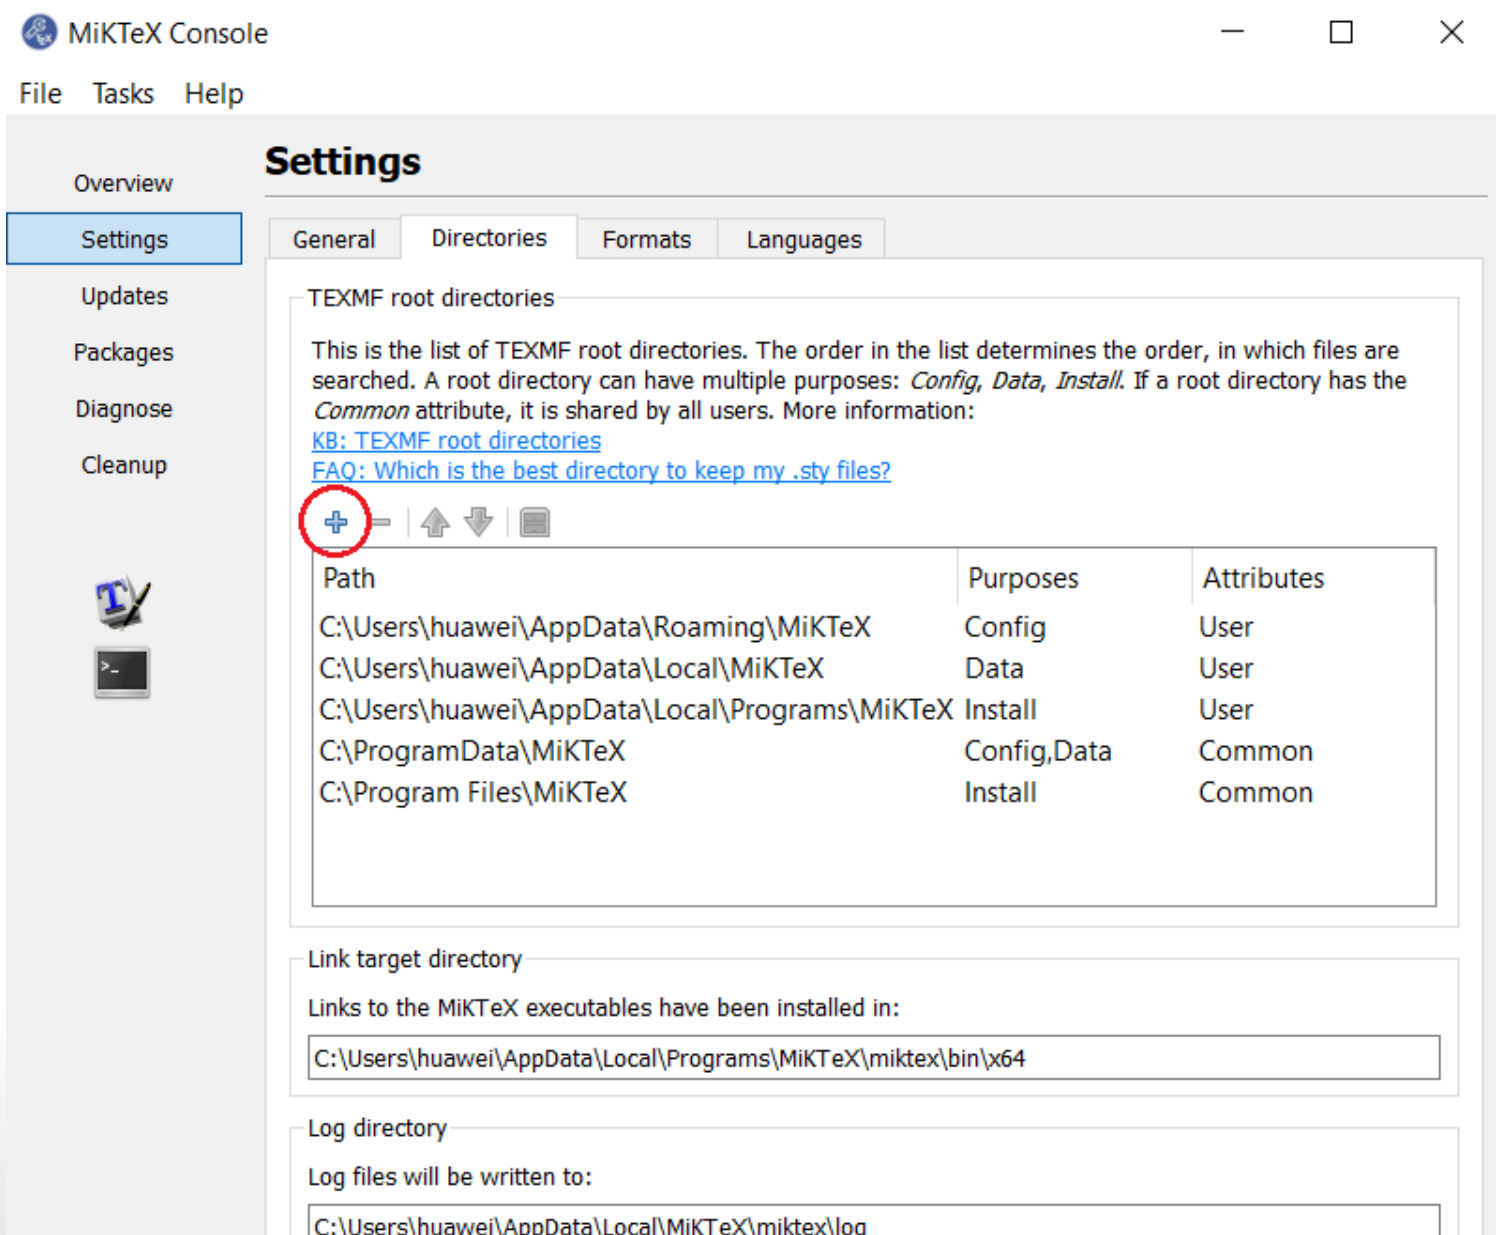 MiKTeX Console
File Tasks Help
Settings
Overview
Settings
Updates
Packages
Diagnose
Cleanup
General Directories Formats Languages
TEXMF root directories
This is the list of TEXMF root directories. The order in the list determines the order, in which files are
searched. A root directory can have multiple purposes: Config, Data, Install. If a root directory has the
Common attribute, it is shared by all users. More information:
KB: TEXMF root directories
FAQ: Which is the best directory to keep my .sty files?
Path Purposes Attributes
C:\Users\huawei\AppData\Roaming\MiKTeX Config User
C:\Users\huawei\AppData\Local\MiKTeX Data User
C:\Users\huawei\AppData\Local\Programs\MiKTeX Install User
C:\ProgramData\MiKTeX Config,Data Common
C:\Program Files\MiKTeX Install Common
Link target directory
Links to the MiKTeX executables have been installed in:
C:\Users\huawei\AppData\Local\Programs\MiKTeX\miktex\bin\x64
Log directory
Log files will be written to:
C:\Users\huawei\AppData\Local\MiKTeX\miktex\log